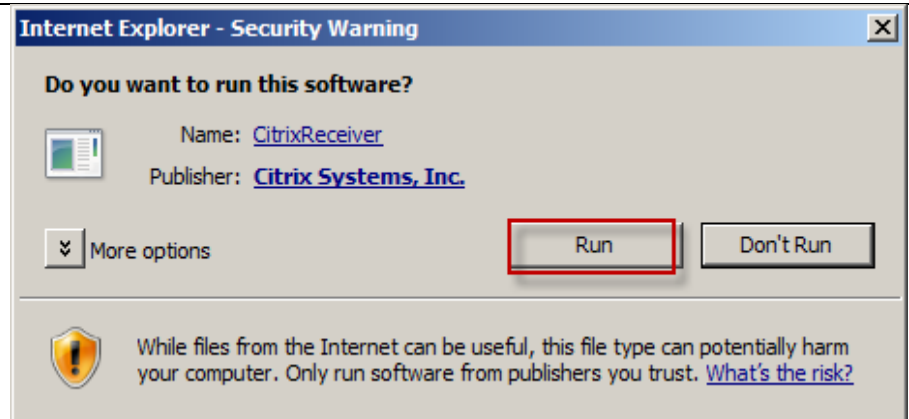 Internet Explorer - Security Warning
Do you want to run this software?
Name: CitrixReceiver
Publisher: Citrix Systems, Inc.
More options
Run
Don't Run
While files from the Internet can be useful, this file type can potentially harm
your computer. Only run software from publishers you trust. What's the risk?